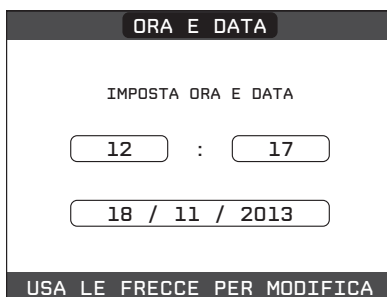 ORA E DATA
IMPOSTA ORA E DATA
12 : 17
18 / 11 / 2013
USA LE FRECCE PER MODIFICA